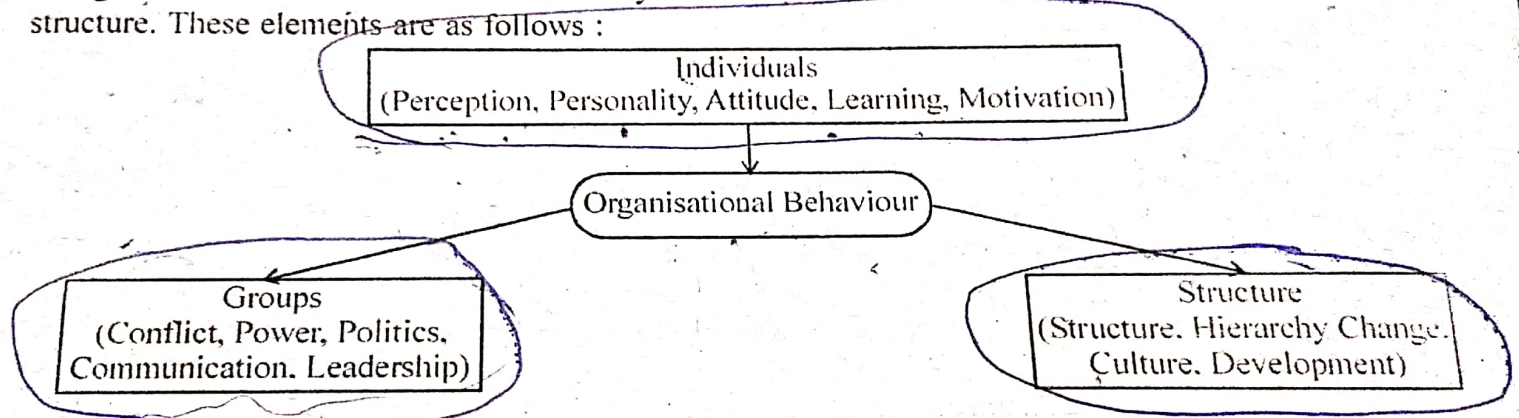 structure. These elements are as follows :
Individuals
(Perception, Personality, Attitude, Learning, Motivation)
Organisational Behaviour
Groups
(Conflict, Power, Politics,
Communication, Leadership)
Structure
(Structure, Hierarchy Change,
Culture, Development)